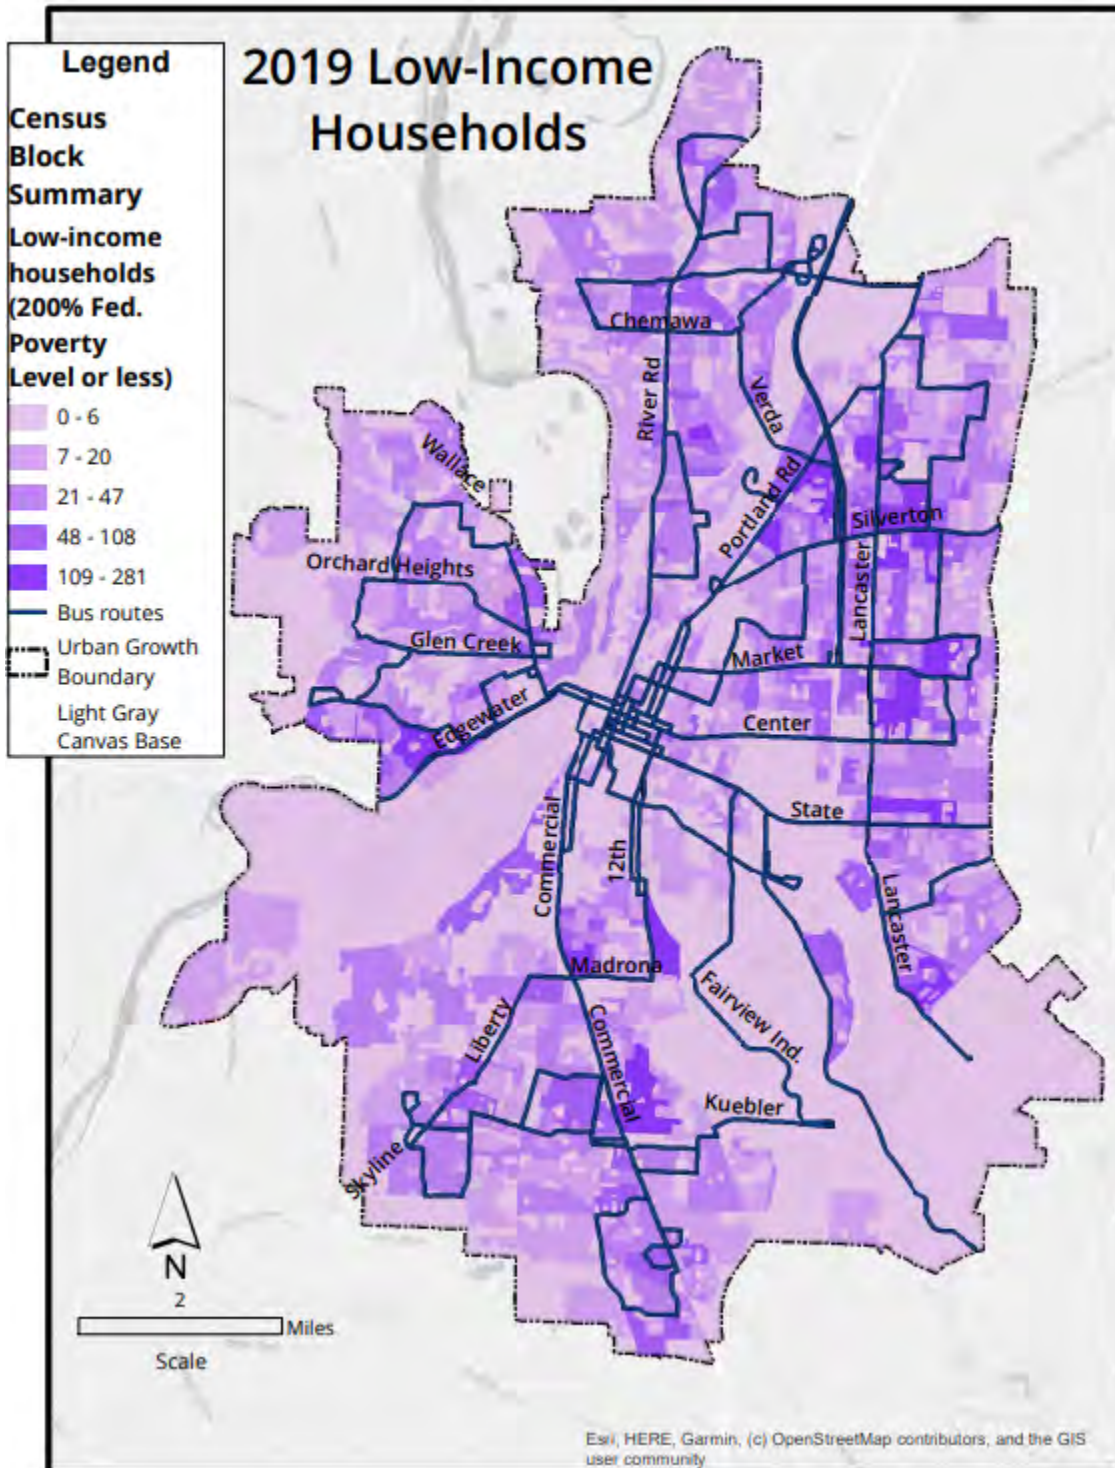 Legend
Census
Block
Summary
Low-income
households
(200% Fed.
Poverty
Level or less)
0 - 6
7 - 20
21 - 47
48 - 108
109 - 281
Bus routes
Urban Growth
Boundary
Light Gray
Canvas Base
2019 Low-Income
Households
Chemawa
River Rd
Verda
Wallace
Portland Rd
Silverton
Orchard Heights
Lancaster
Glen Creek
Market
Edgewater
Center
State
Commercial
12th
Lancaster
Madrona
Fairview Ind.
Liberty
Commercial
Kuebler
Skyline
N
2
Miles
Scale
Esri, HERE, Garmin, (c) OpenStreetMap contributors, and the GIS
user community